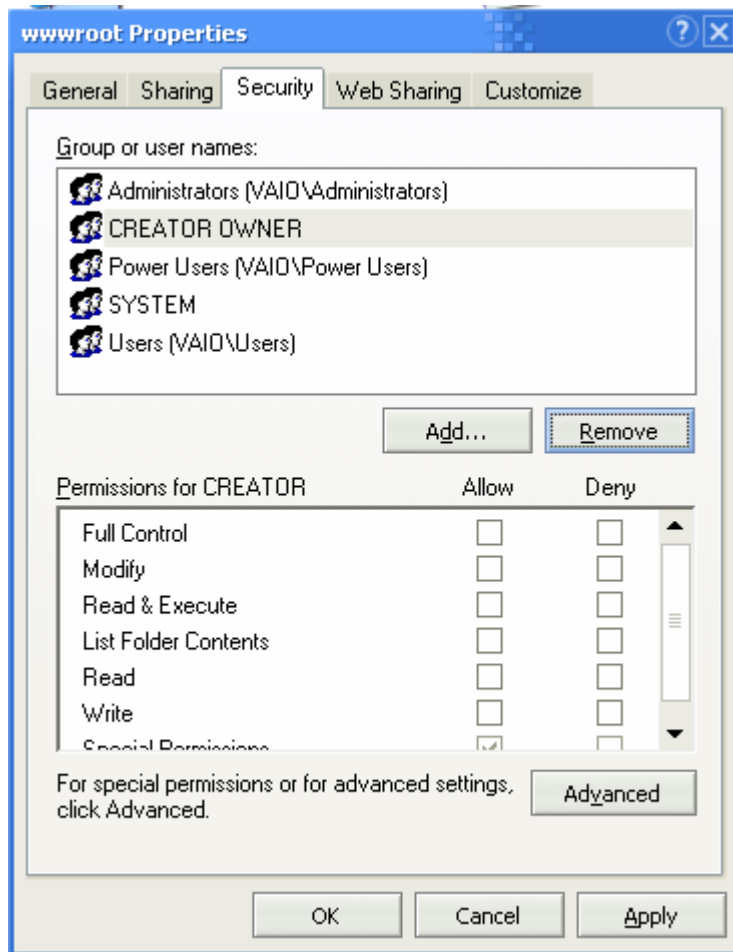 wwwroot Properties
General Sharing Security Web Sharing Customize
Group or user names:
Administrators (VAIO\Administrators)
CREATOR OWNER
Power Users (VAIO\Power Users)
SYSTEM
Users (VAIO\Users)
Add... Remove
Permissions for CREATOR Allow Deny
Full Control
Modify
Read & Execute
List Folder Contents
Read
Write
Special Permissions
For special permissions or for advanced settings, Advanced
click Advanced.
OK Cancel Apply